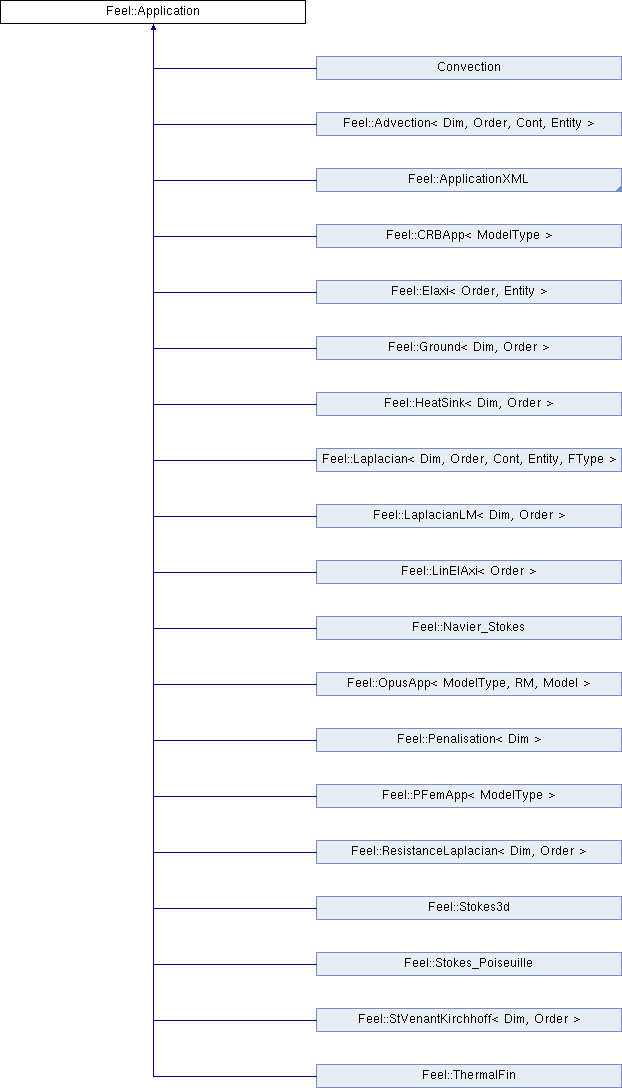 Feel::Application
Convection
Feel::Advection< Dim, Order, Cont, Entity >
Feel::ApplicationXML
Feel::CRBApp< ModelType >
Feel::Elaxi< Order, Entity >
Feel::Ground< Dim, Order >
Feel::HeatSink< Dim, Order >
Feel::Laplacian< Dim, Order, Cont, Entity, FType >
Feel::LaplacianLM< Dim, Order >
Feel::LinElAxi< Order >
Feel::Navier_Stokes
Feel::OpusApp< ModelType, RM, Model >
Feel::Penalisation< Dim >
Feel::PFemApp< ModelType >
Feel::ResistanceLaplacian< Dim, Order >
Feel::Stokes3d
Feel::Stokes_Poiseuille
Feel::StVenantKirchhoff< Dim, Order >
Feel::ThermalFin